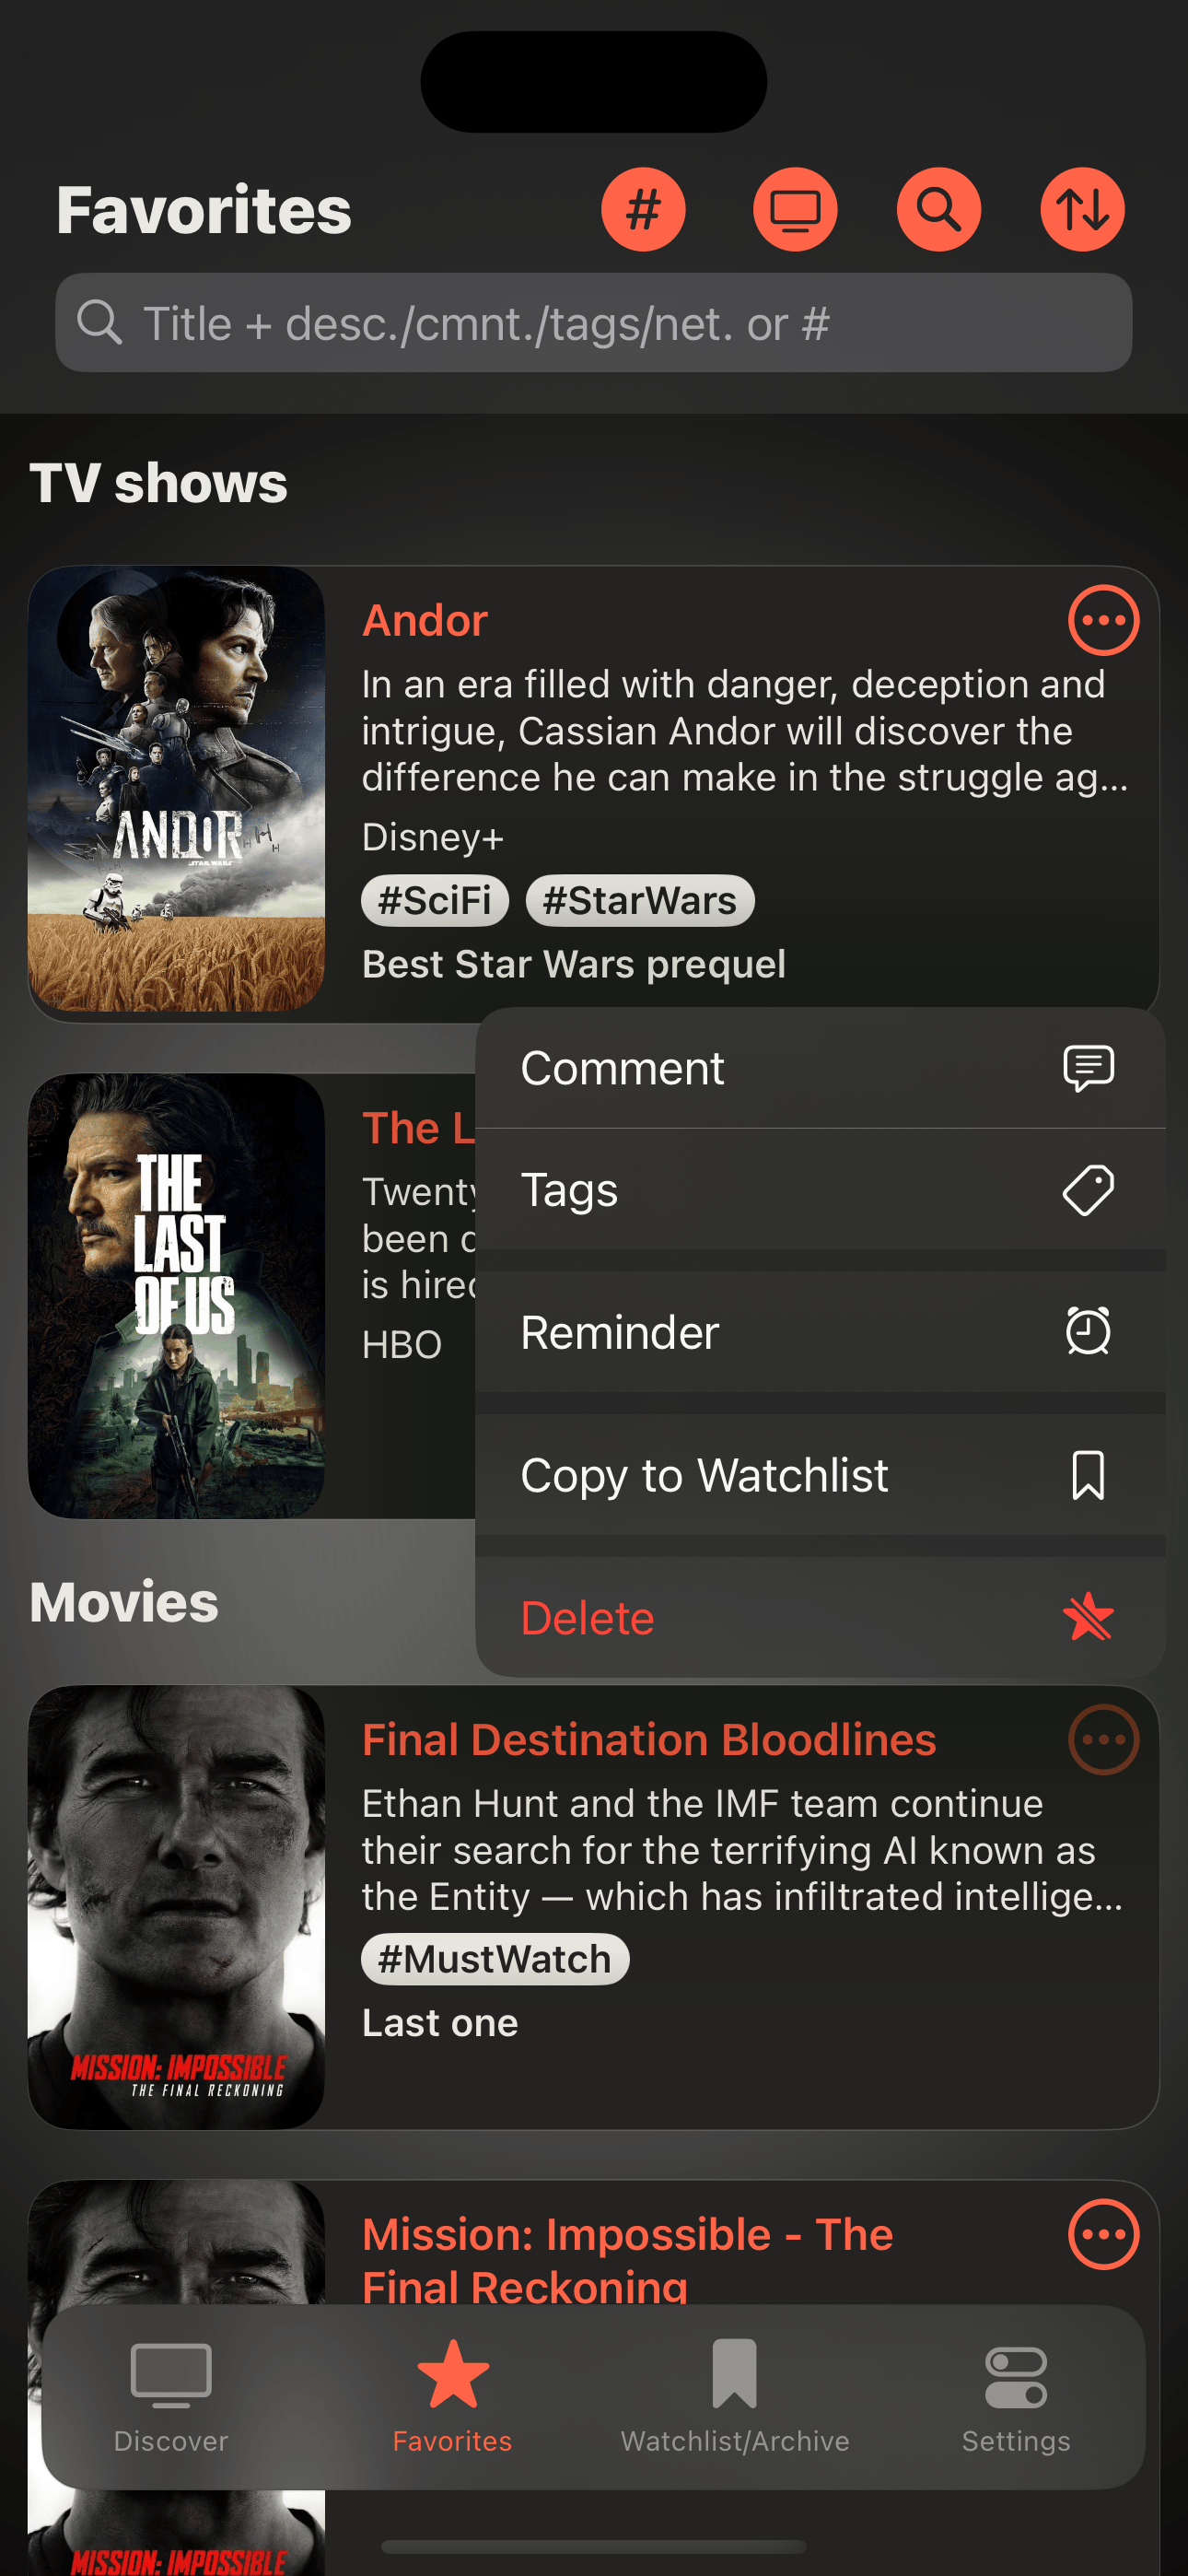 Favorites
#
Title + desc./cmnt./tags/net. or #
TV shows
ANDOR
STAR WARS
Andor
In an era filled with danger, deception and
intrigue, Cassian Andor will discover the
difference he can make in the struggle ag...
Disney+
#SciFi #StarWars
Best Star Wars prequel
THE
LAST
OF US
The L
Twenty
been
is hired
HBO
Comment
Tags
Reminder
Copy to Watchlist
Delete
Movies
MISSION: IMPOSSIBLE
THE FINAL RECKONING
Final Destination Bloodlines
Ethan Hunt and the IMF team continue
their search for the terrifying AI known as
the Entity — which has infiltrated intellige...
#MustWatch
Last one
Mission: Impossible - The
Final Reckoning
Discover
Favorites
Watchlist/Archive
Settings
MISSION: IMPOSSIBLE